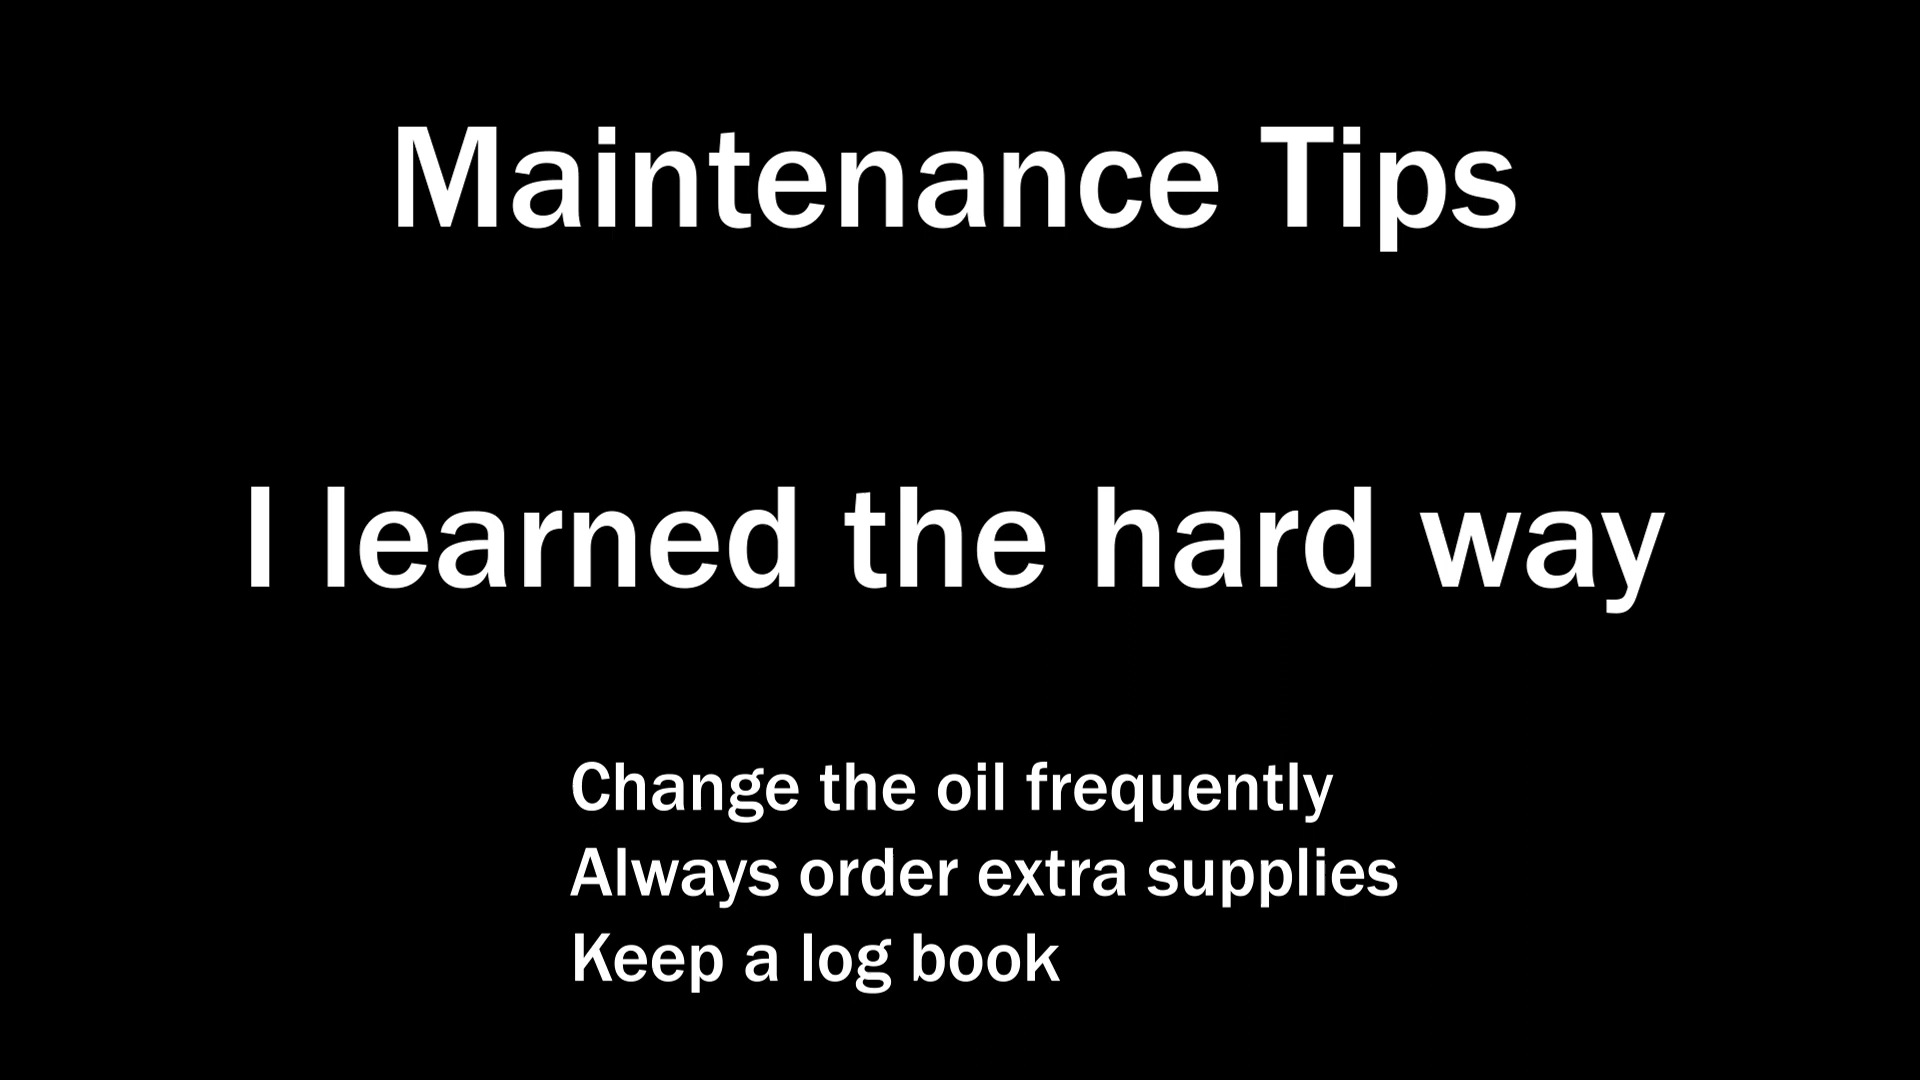 Maintenance Tips
I learned the hard way
Change the oil frequently
Always order extra supplies
Keep a log book